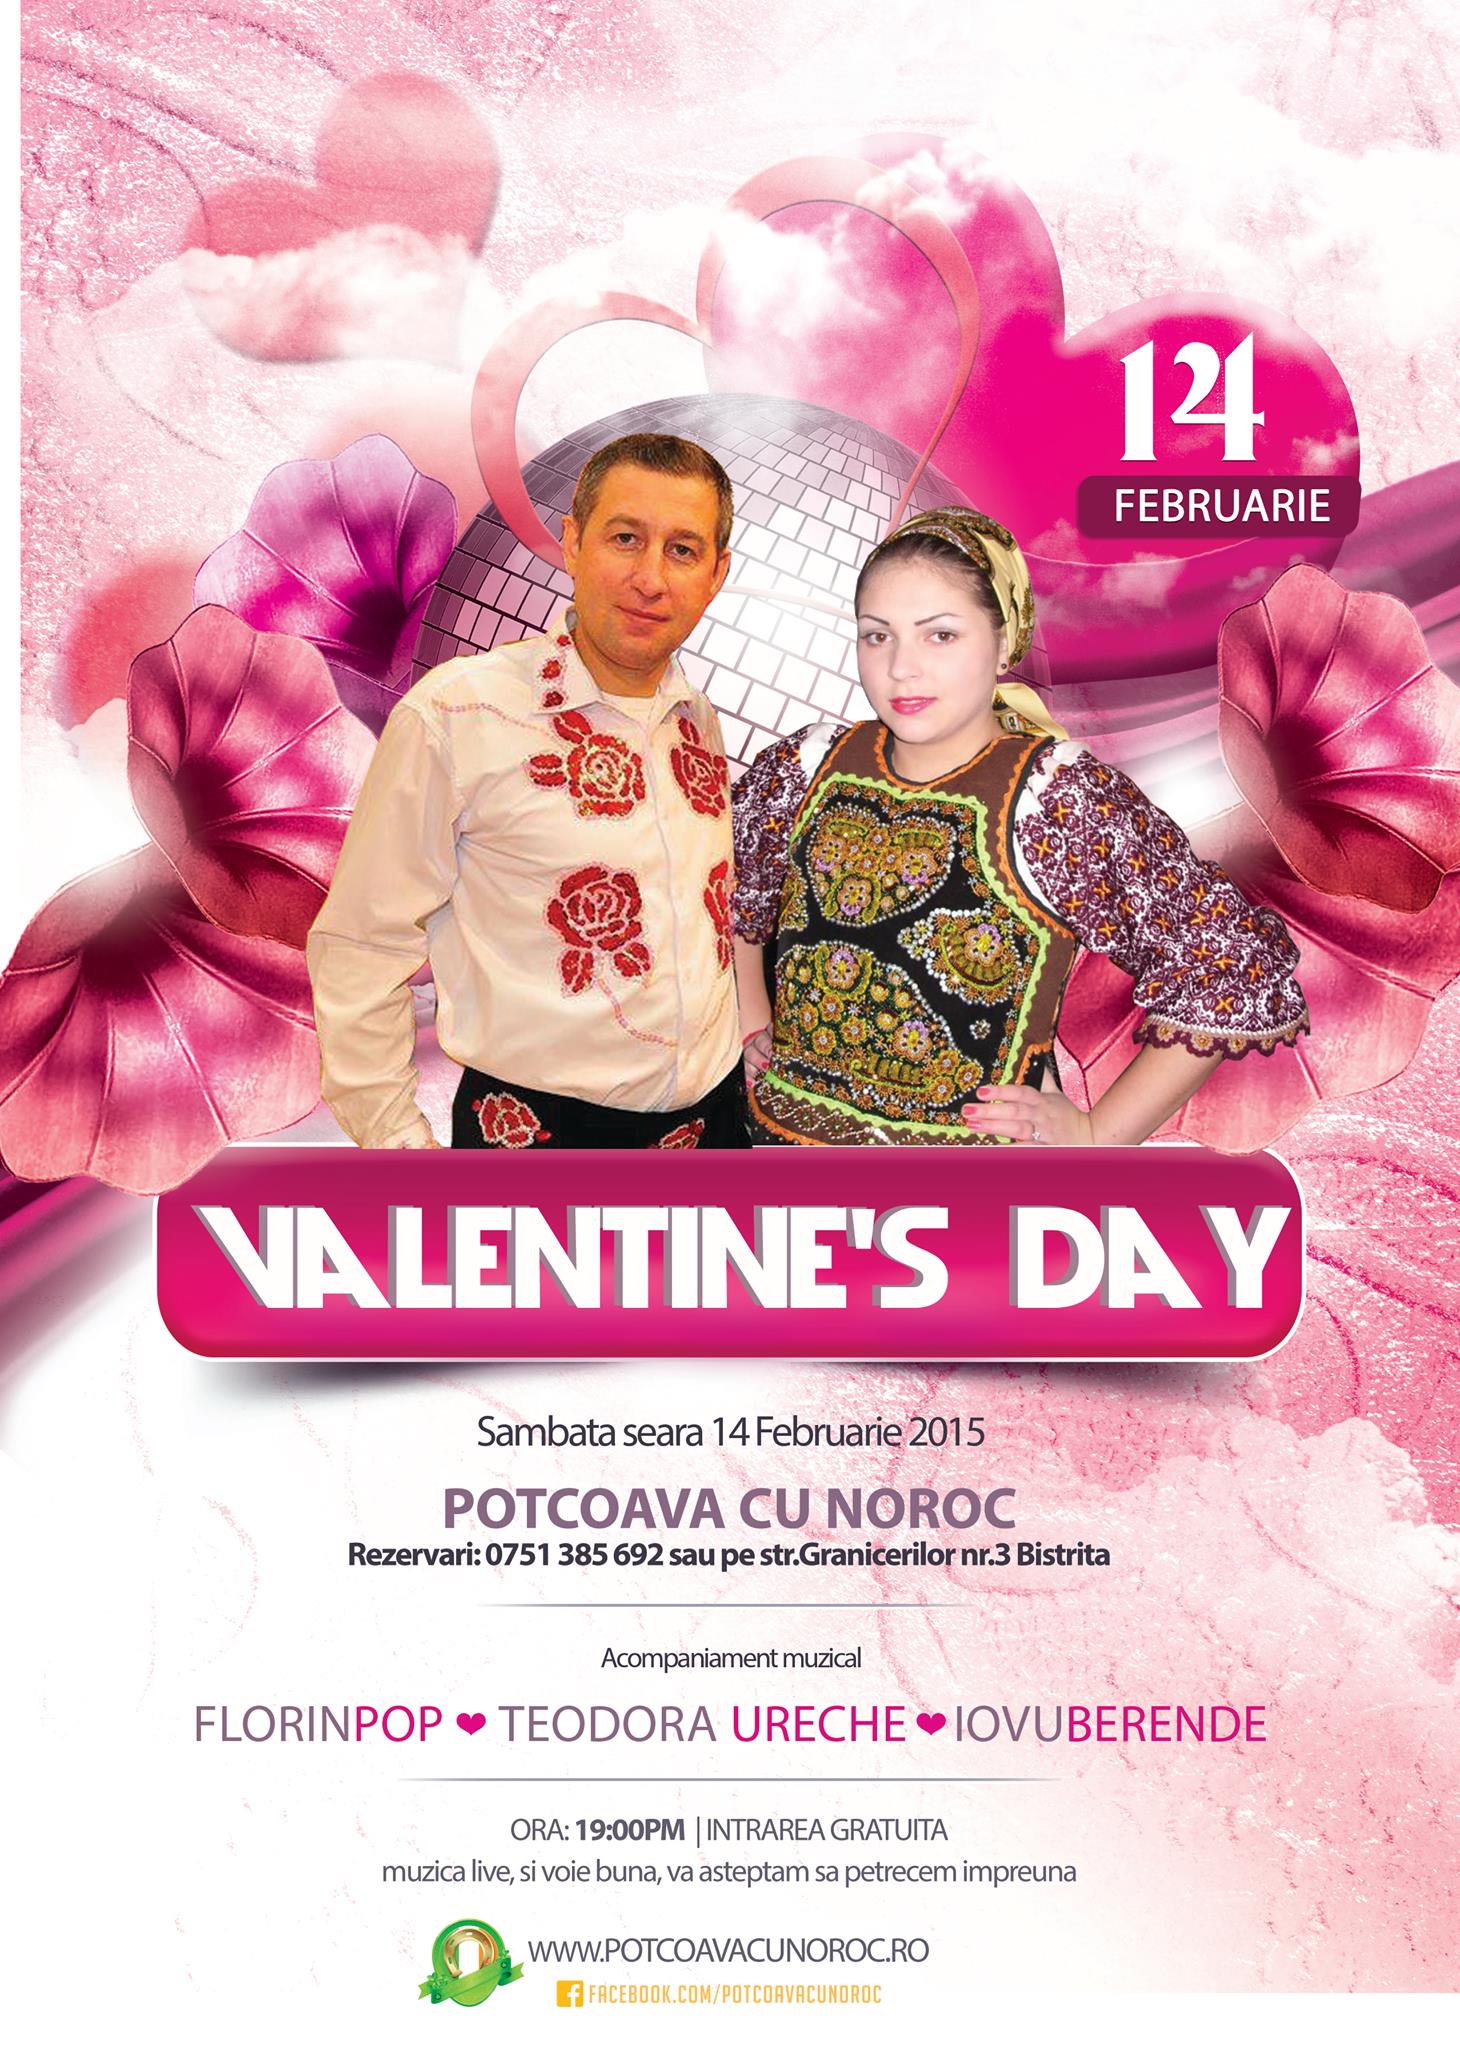 14
FEBRUARIE
VALENTINE'S DAY
Sambata seara 14 Februarie 2015
POTCOAVA CU NOROC
Rezervari: 0751 385 692 sau pe str.Granicerilor nr.3 Bistrita
Acompaniament muzical
FLORINPOP ❤ TEODORA URECHE ❤ IOVUBERENDE
ORA: 19:00PM | INTRAREA GRATUITA
muzica live, si voie buna, va asteptam sa petrecem impreuna
WWW.POTCOAVACUNOROC.RO
FACEBOOK.COM/POTCOAVACUNOROC